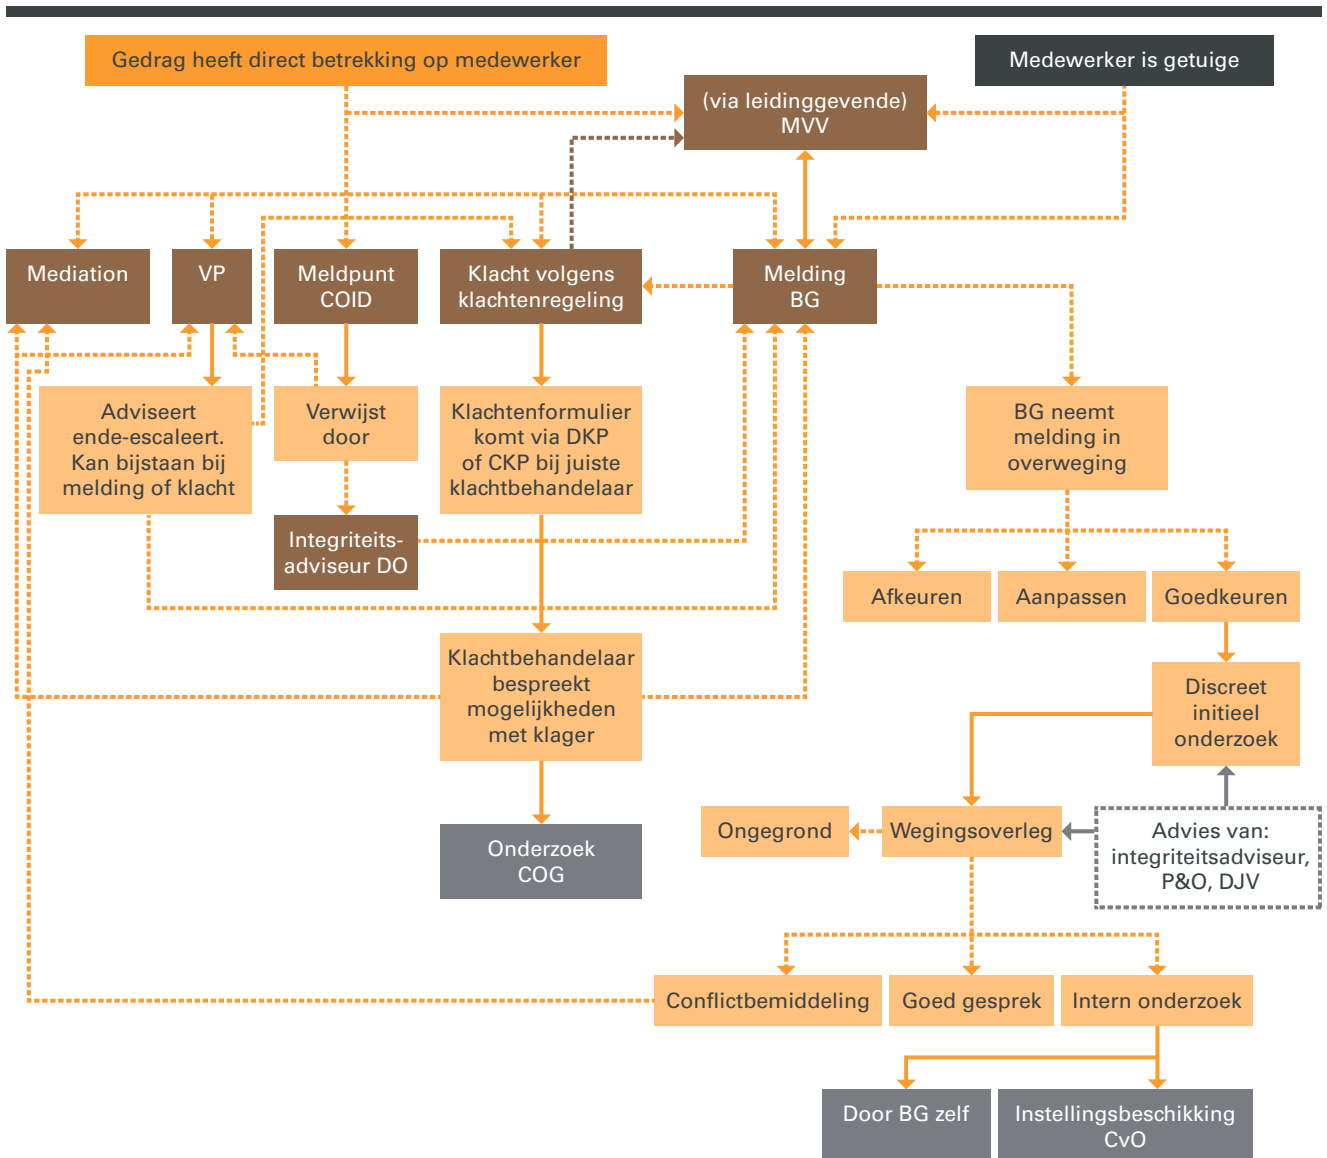 Gedrag heeft direct betrekking op medewerker
Medewerker is getuige
(via leidinggevende)
MVV
Mediation
VP
Meldpunt
COID
Klacht volgens
klachtenregeling
Melding
BG
Adviseert
ende-escaleert.
Kan bijstaan bij
melding of klacht
Verwijst
door
Klachtenformulier
komt via DKP
of CKP bij juiste
klachtbehandelaar
BG neemt
melding in
overweging
Integriteits-
adviseur DO
Afkeuren
Aanpassen
Goedkeuren
Klachtbehandelaar
bespreekt
mogelijkheden
met klager
Discreet
initieel
onderzoek
Ongegrond
Wegingsoverleg
Advies van:
integriteitsadviseur,
P&O, DJV
Onderzoek
COG
Conflictbemiddeling
Goed gesprek
Intern onderzoek
Door BG zelf
Instellingsbeschikking
CvO